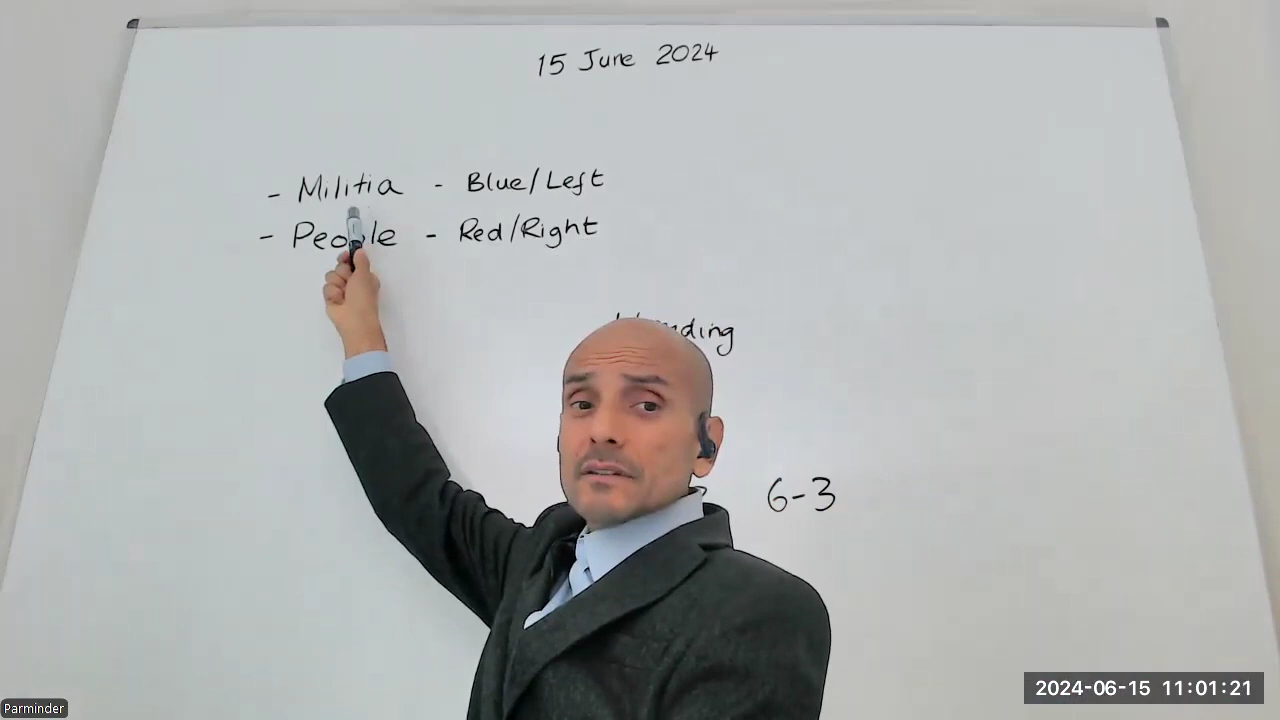 15 June 2024
- Militia - Blue/Left
- People - Red/Right
6-3
Parminder
2024-06-15 11:01:21